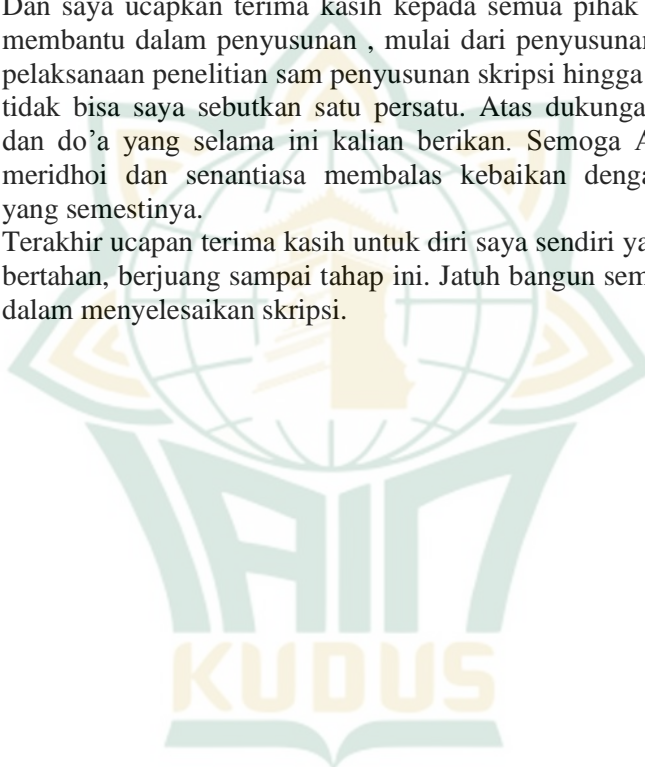 Dan saya ucapkan terima kasih kepada semua pihak
membantu dalam penyusunan , mulai dari penyusunan
pelaksanaan penelitian sam penyusunan skripsi hingga
tidak bisa saya sebutkan satu persatu. Atas dukunga
dan do’a yang selama ini kalian berikan. Semoga A
meridhoi dan senantiasa membalas kebaikan denga
yang semestinya.
Terakhir ucapan terima kasih untuk diri saya sendiri ya
bertahan, berjuang sampai tahap ini. Jatuh bangun sem
dalam menyelesaikan skripsi.
IAIN
KUDUS